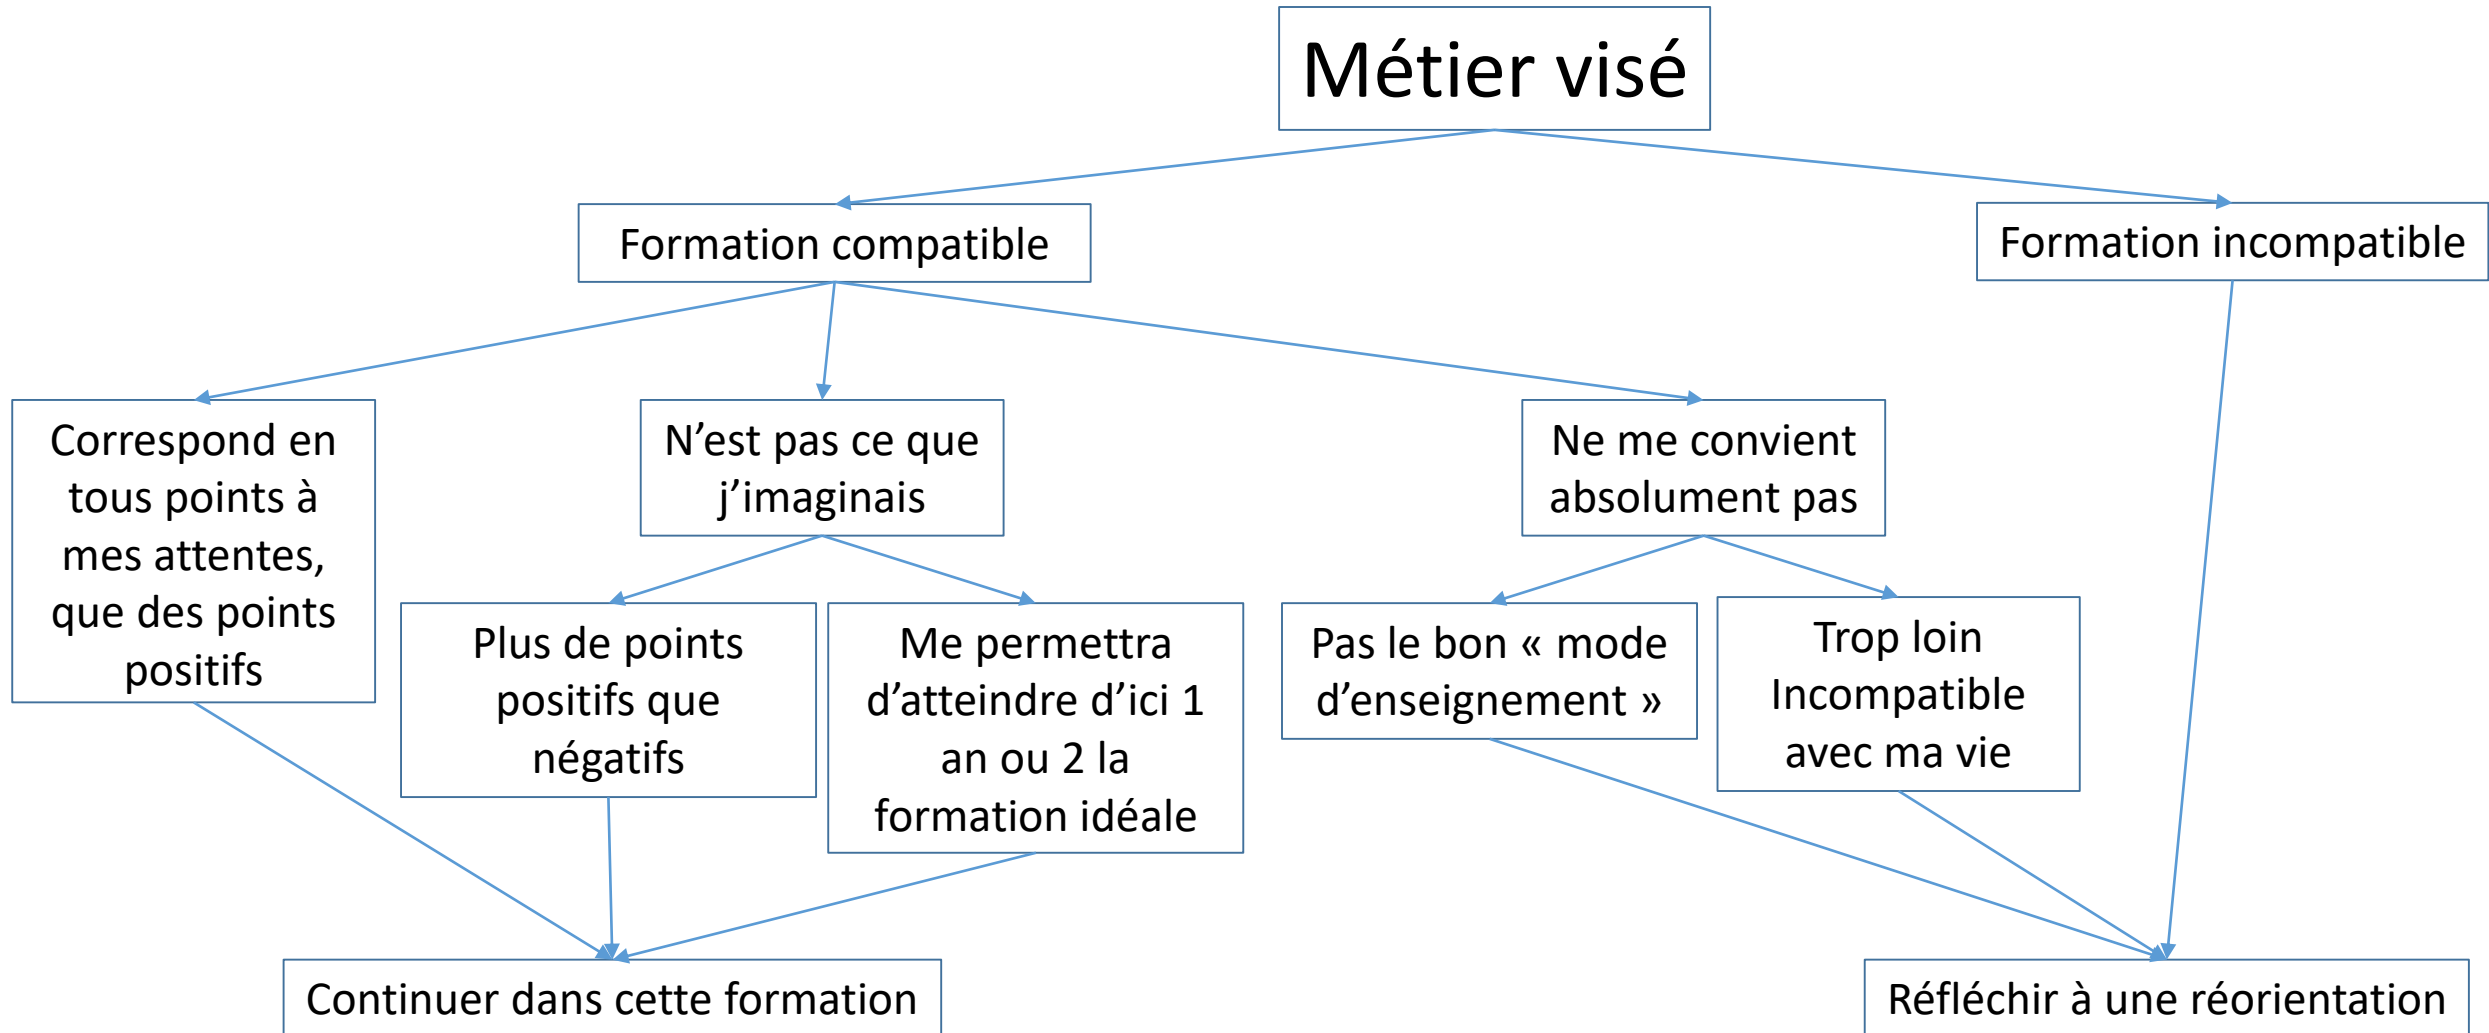 Métier visé
Formation compatible
Formation incompatible
Correspond en
tous points à
mes attentes,
que des points
positifs
N’est pas ce que
j’imaginais
Ne me convient
absolument pas
Plus de points
positifs que
négatifs
Me permettra
d’atteindre d’ici 1
an ou 2 la
formation idéale
Pas le bon « mode
d’enseignement »
Trop loin
Incompatible
avec ma vie
Continuer dans cette formation
Réfléchir à une réorientation